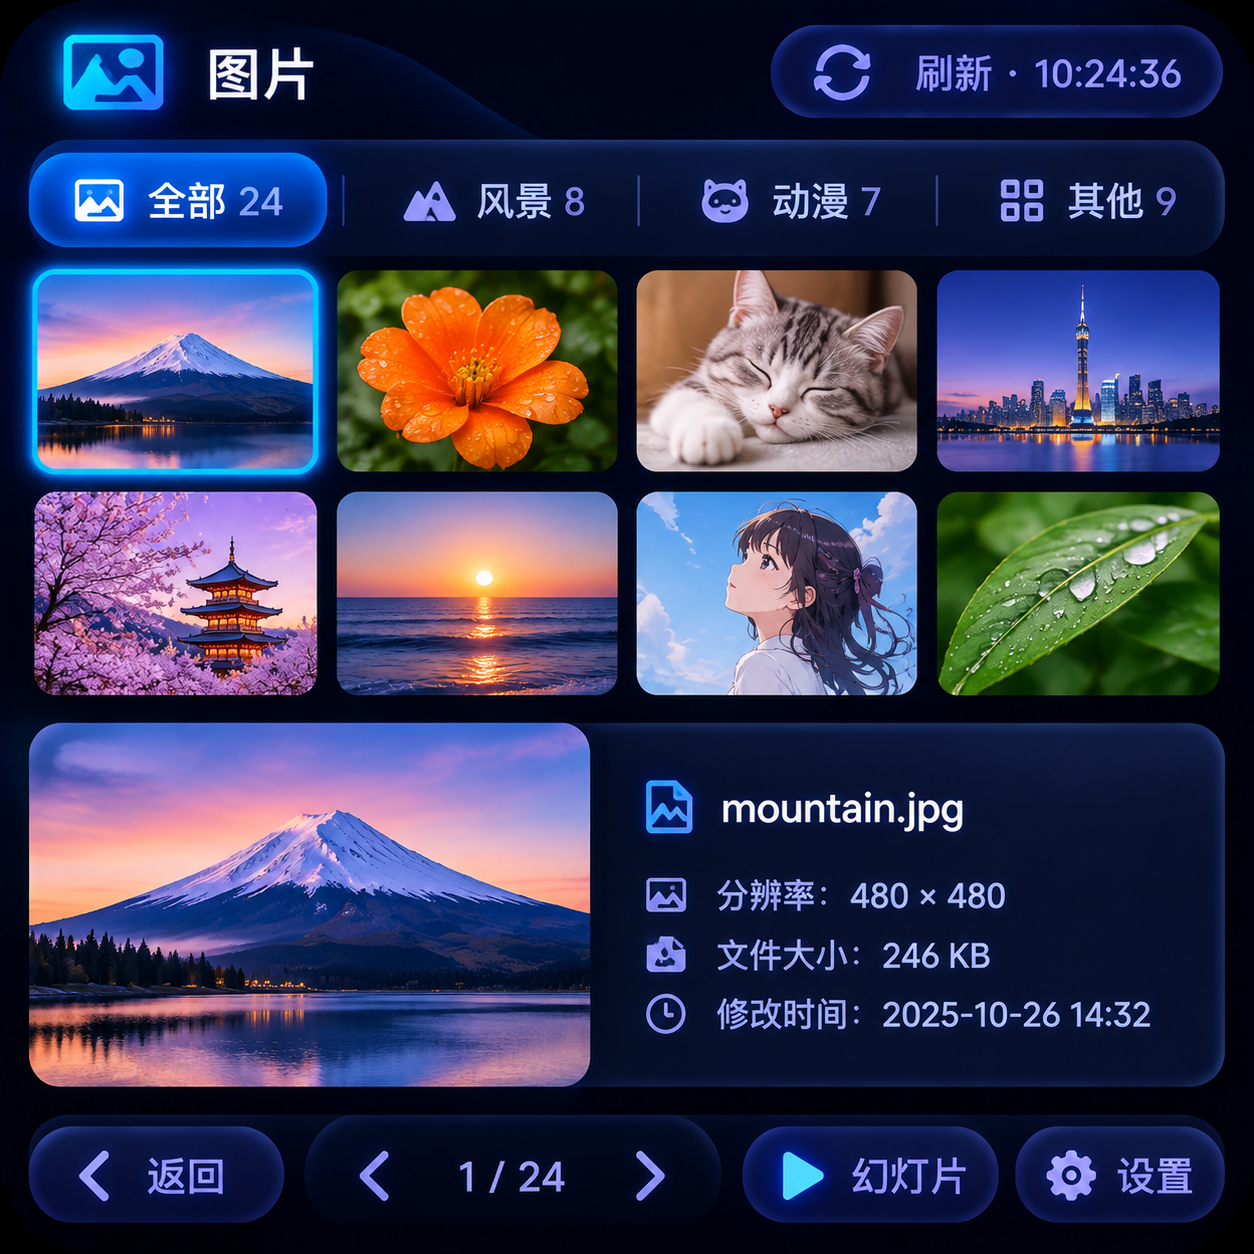 图片
刷新 · 10:24:36
全部 24
风景 8
动漫 7
其他 9
mountain.jpg
分辨率：480 × 480
文件大小：246 KB
修改时间：2025-10-26 14:32
返回
1 / 24
幻灯片
设置